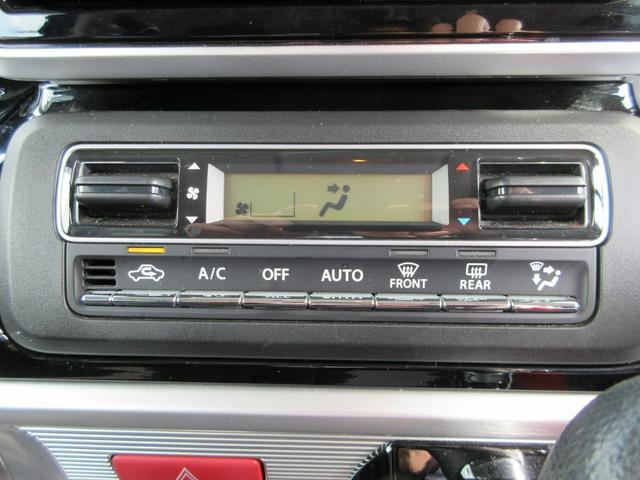 A/C OFF AUTO FRONT REAR